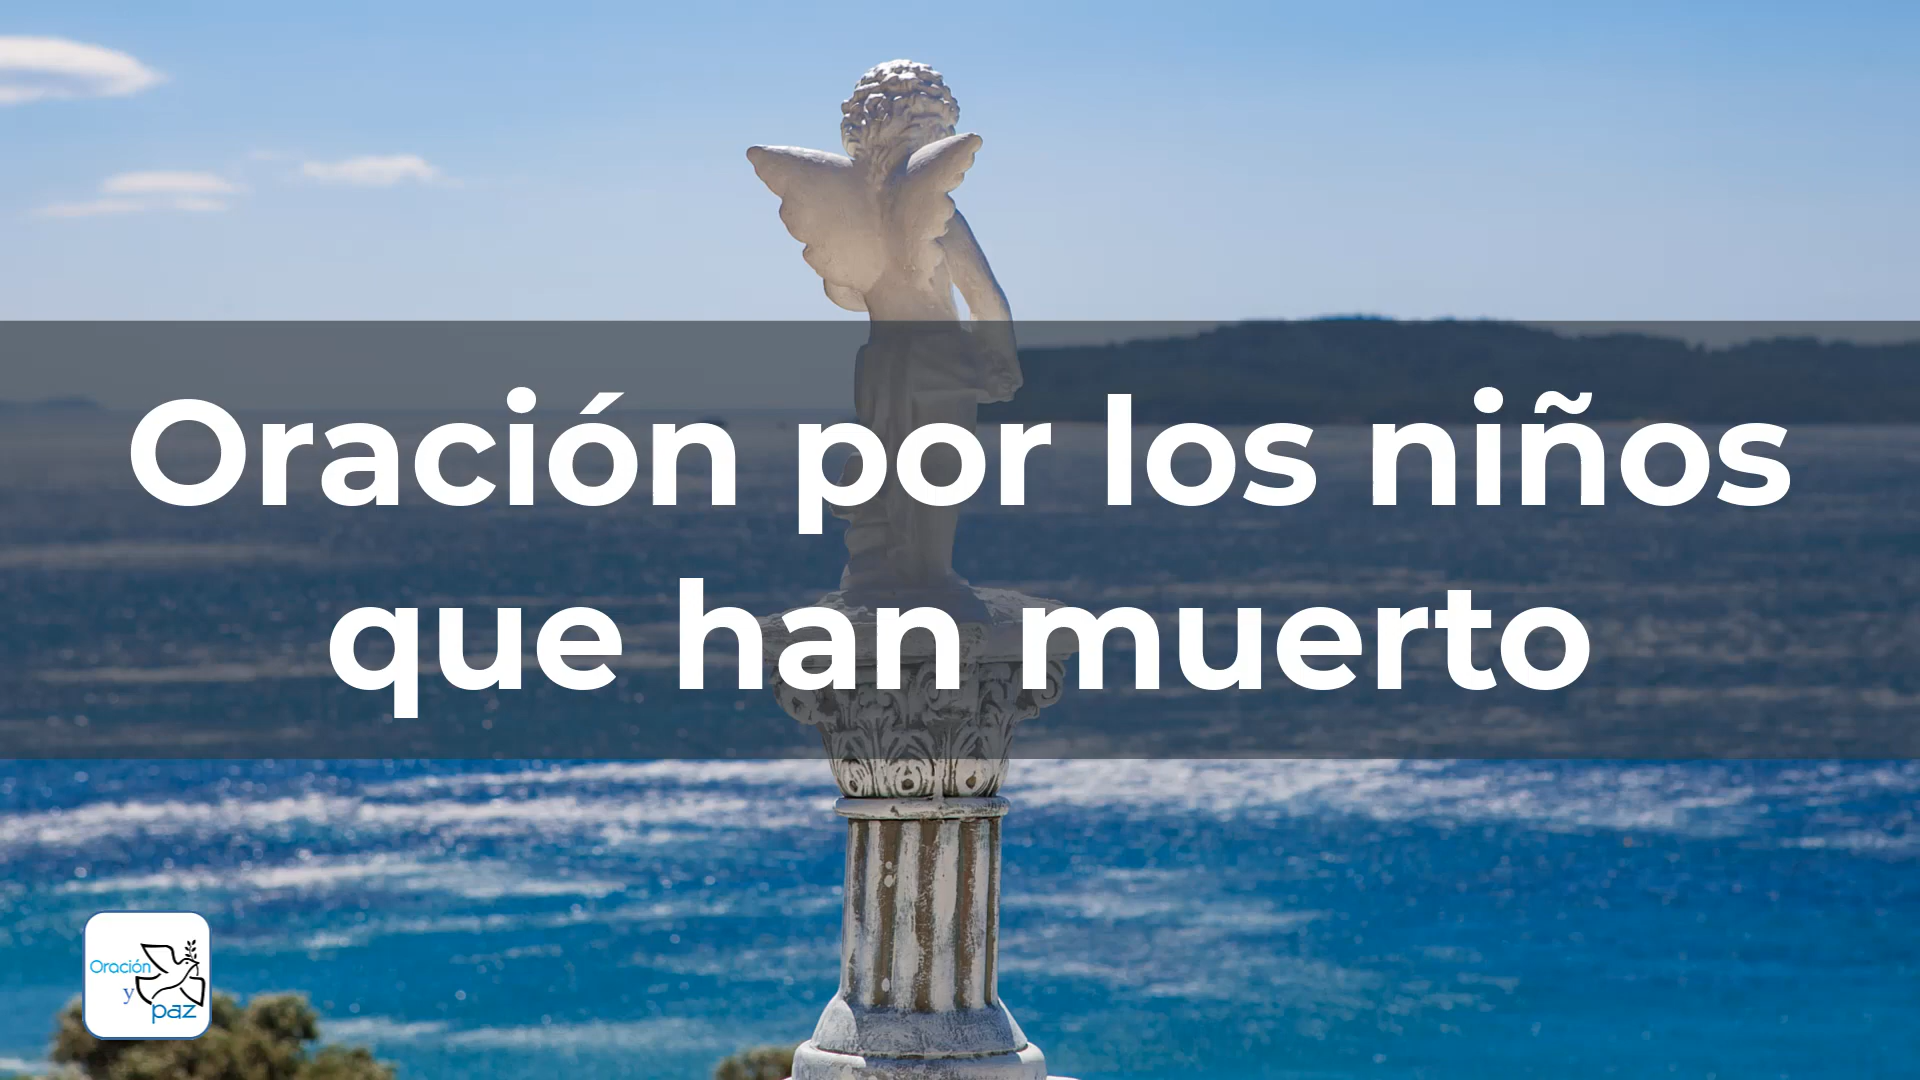 Oración por los niños
que han muerto
Oración
y
paz